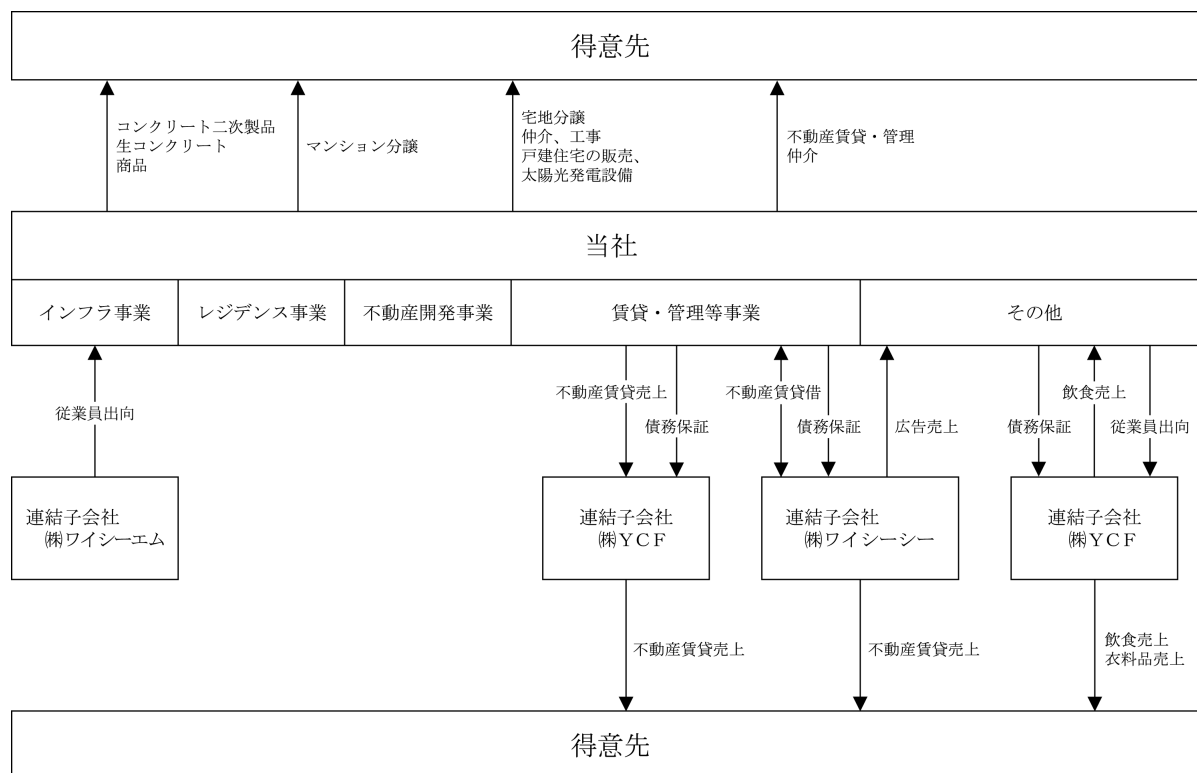 得意先
コンクリート二次製品
生コンクリート
商品
マンション分譲
宅地分譲
仲介、工事
戸建住宅の販売、
太陽光発電設備
不動産賃貸・管理
仲介
当社
インフラ事業
レジデンス事業
不動産開発事業
賃貸・管理等事業
その他
従業員出向
不動産賃貸売上
債務保証
不動産賃貸借
債務保証
広告売上
債務保証
飲食売上
従業員出向
連結子会社
㈱ワイシーエム
連結子会社
㈱ＹＣＦ
連結子会社
㈱ワイシーシー
連結子会社
㈱ＹＣＦ
不動産賃貸売上
不動産賃貸売上
飲食売上
衣料品売上
得意先